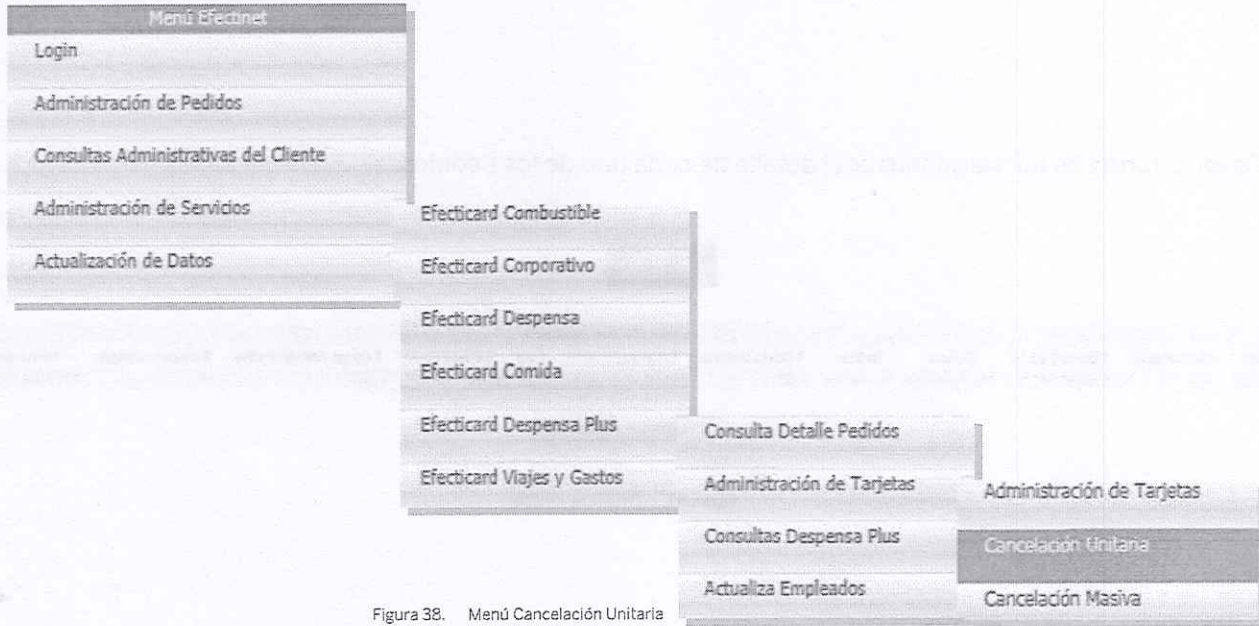 Menú Efectinet
Login
Administración de Pedidos
Consultas Administrativas del Cliente
Administración de Servicios
Actualización de Datos
Efecticard Combustible
Efecticard Corporativo
Efecticard Despensa
Efecticard Comida
Efecticard Despensa Plus
Efecticard Viajes y Gastos
Consulta Detalle Pedidos
Administración de Tarjetas
Consultas Despensa Plus
Actualiza Empleados
Administración de Tarjetas
Cancelación Unitaria
Cancelación Masiva
Figura 38. Menú Cancelación Unitaria